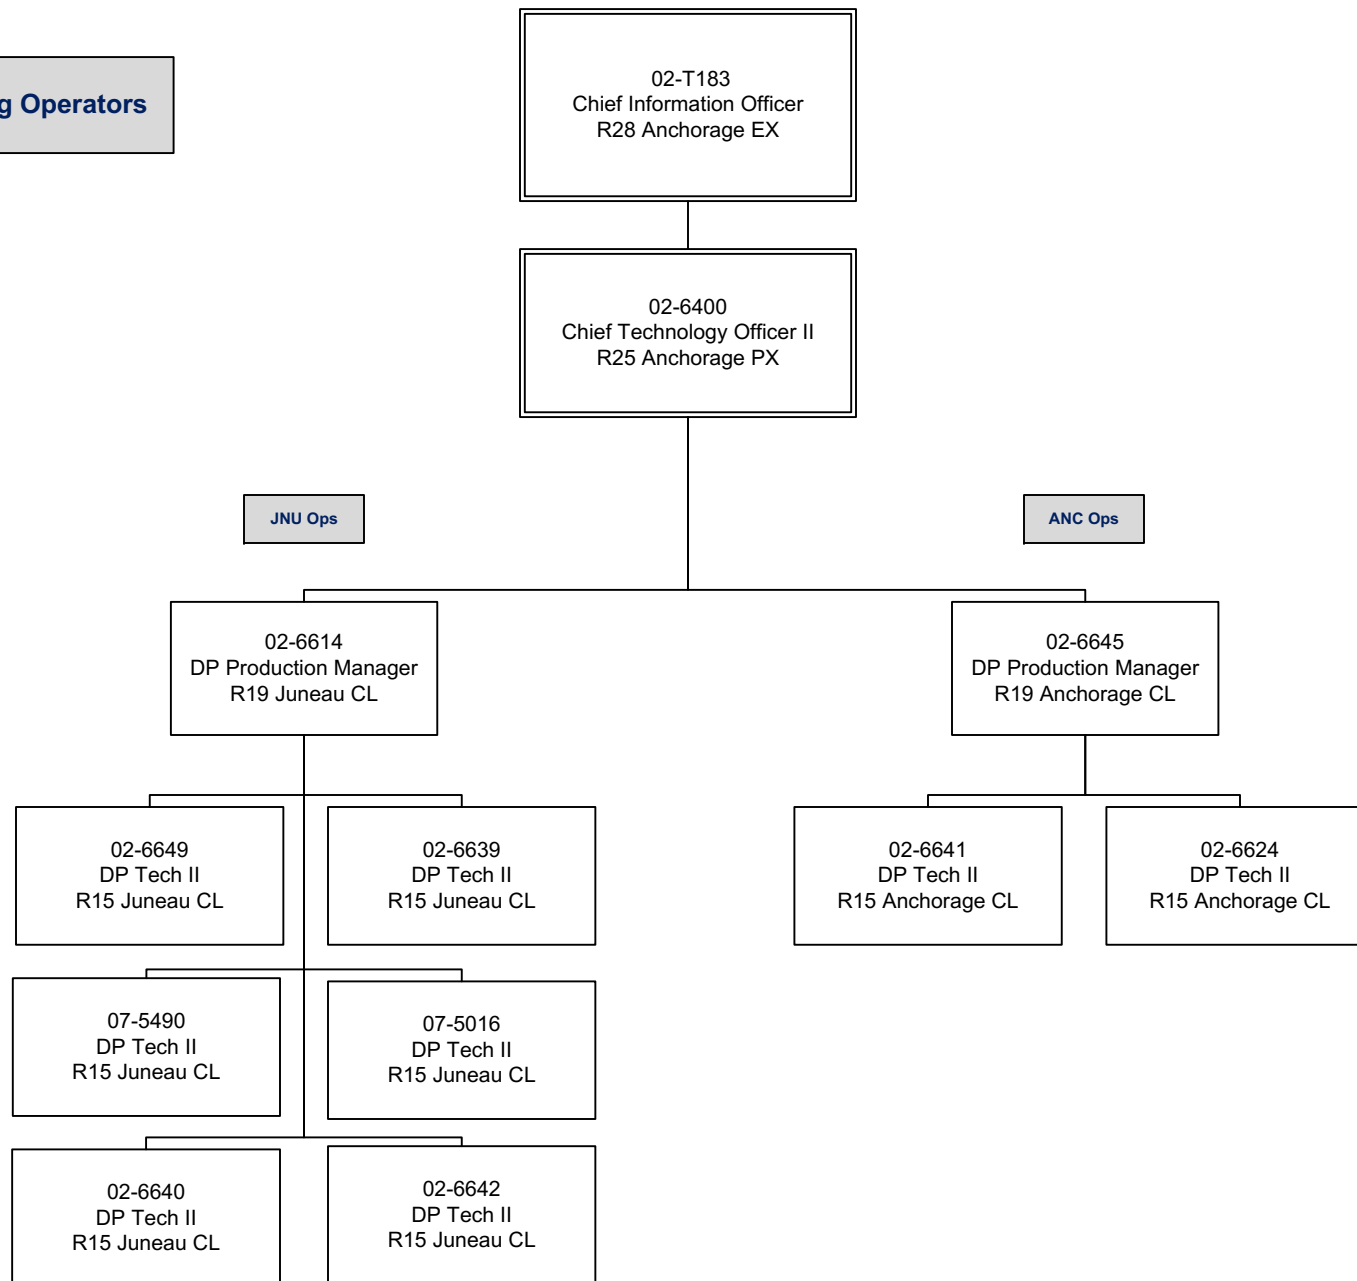 02-T183
Chief Information Officer
R28 Anchorage EX
g Operators
02-6400
Chief Technology Officer II
R25 Anchorage PX
JNU Ops
ANC Ops
02-6614
DP Production Manager
R19 Juneau CL
02-6645
DP Production Manager
R19 Anchorage CL
02-6649
DP Tech II
R15 Juneau CL
02-6639
DP Tech II
R15 Juneau CL
02-6641
DP Tech II
R15 Anchorage CL
02-6624
DP Tech II
R15 Anchorage CL
07-5490
DP Tech II
R15 Juneau CL
07-5016
DP Tech II
R15 Juneau CL
02-6640
DP Tech II
R15 Juneau CL
02-6642
DP Tech II
R15 Juneau CL